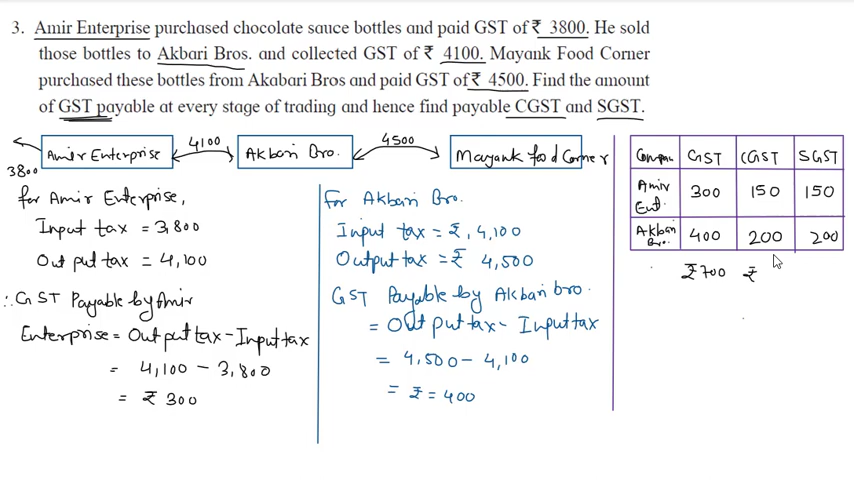 3. Amir Enterprise purchased chocolate sauce bottles and paid GST of ₹ 3800. He sold
those bottles to Akbari Bros. and collected GST of ₹ 4100. Mayank Food Corner
purchased these bottles from Akabari Bros and paid GST of ₹ 4500. Find the amount
of GST payable at every stage of trading and hence find payable CGST and SGST.
3800 Amir Enterprise 4100 Akbari Bro. 4500 Mayank food Corner
for Amir Enterprise,
Input tax = 3,800
Out put tax = 4,100
∴ GST Payable by Amir
Enterprise = Output tax - Input tax
= 4,100 - 3,800
= ₹ 300
For Akbari Bro.
Input tax = ₹, 4,100
Output tax = ₹ 4,500
GST Payable by Akbari bro.
= Output tax - Input tax
= 4,500 - 4,100
= ₹ = 400
GST CGST SGST
Amir Ent. 300 150 150
Akbari Bro. 400 200 200
₹700 ₹